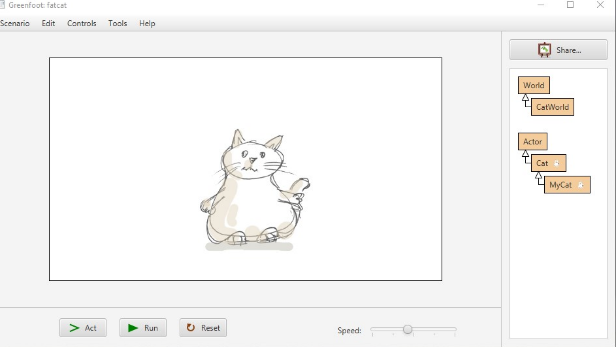 Greenfoot: fatcat
Scenario Edit Controls Tools Help
Share...
World
CatWorld
Actor
Cat
MyCat
Act Run Reset Speed: